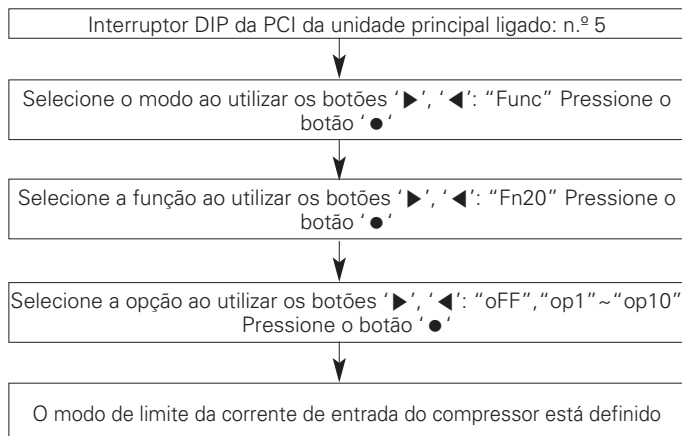 Interruptor DIP da PCI da unidade principal ligado: n.º 5
Selecione o modo ao utilizar os botões ‘▶’, ‘◀’: “Func” Pressione o
botão ‘●‘
Selecione a função ao utilizar os botões ‘▶’, ‘◀’: “Fn20” Pressione o
botão ‘●‘
Selecione a opção ao utilizar os botões ‘▶’, ‘◀’: “oFF”,“op1”~“op10”
Pressione o botão ‘●‘
O modo de limite da corrente de entrada do compressor está definido